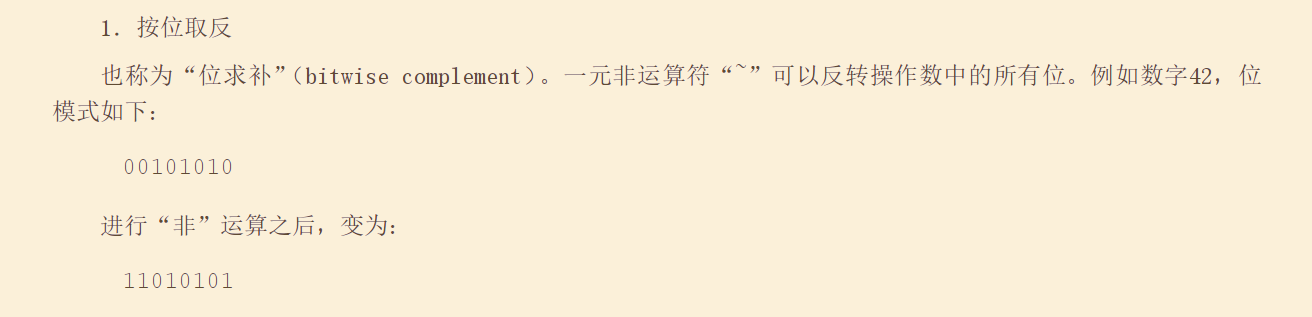 1．按位取反
也称为“位求补”（bitwise complement）。一元非运算符“~”可以反转操作数中的所有位。例如数字42，位
模式如下：
00101010
进行“非”运算之后，变为：
11010101